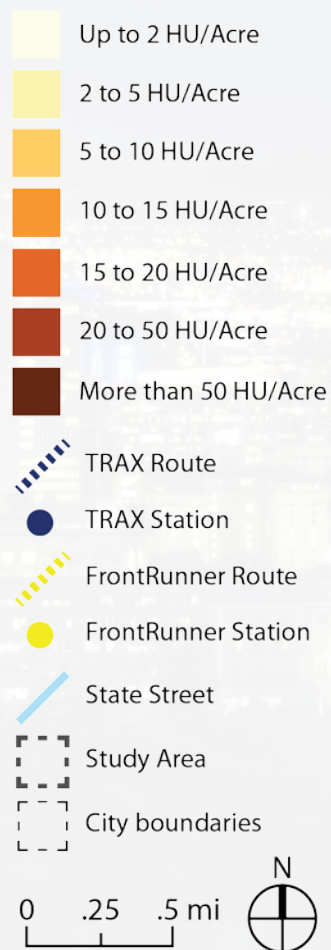 Up to 2 HU/Acre
2 to 5 HU/Acre
5 to 10 HU/Acre
10 to 15 HU/Acre
15 to 20 HU/Acre
20 to 50 HU/Acre
More than 50 HU/Acre
TRAX Route
TRAX Station
FrontRunner Route
FrontRunner Station
State Street
Study Area
City boundaries
N
0 .25 .5 mi